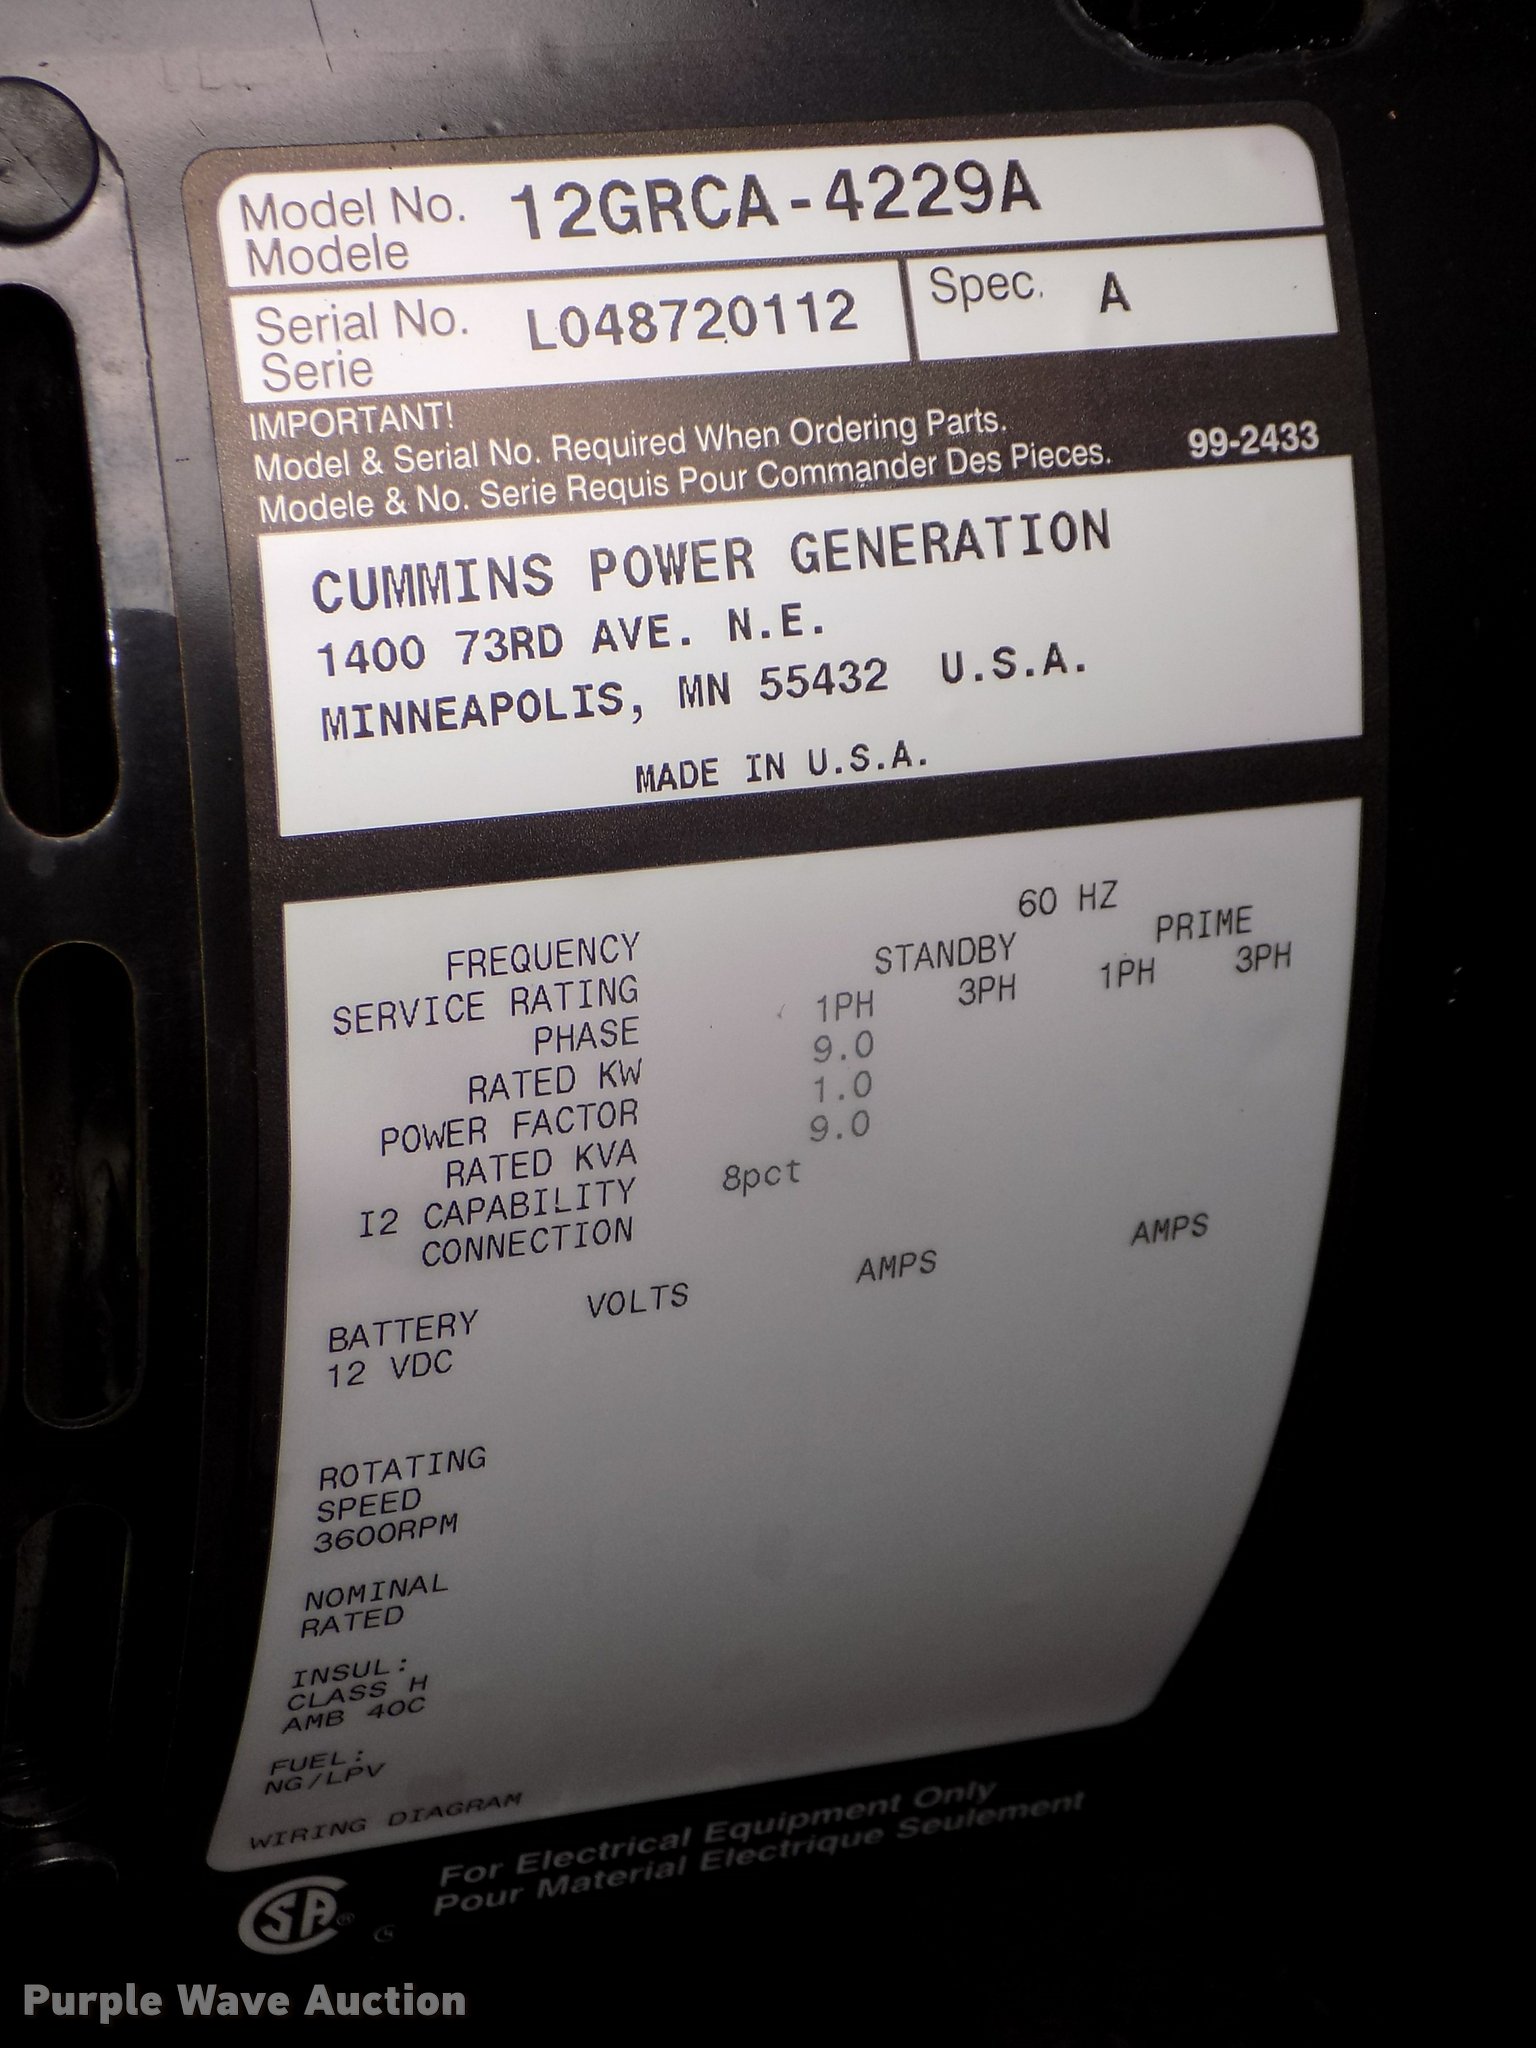 Model No. 12GRCA-4229A
Modele
Serial No. L048720112 Spec. A
Serie
IMPORTANT!
Model & Serial No. Required When Ordering Parts.
Modele & No. Serie Requis Pour Commander Des Pieces. 99-2433
CUMMINS POWER GENERATION
1400 73RD AVE. N.E.
MINNEAPOLIS, MN 55432 U.S.A.
MADE IN U.S.A.
FREQUENCY 60 HZ
SERVICE RATING STANDBY PRIME
PHASE 1PH 3PH 1PH 3PH
RATED KW 9.0
POWER FACTOR 1.0
RATED KVA 9.0
I2 CAPABILITY 8pct
CONNECTION
BATTERY VOLTS AMPS AMPS
12 VDC
ROTATING
SPEED
3600RPM
NOMINAL
RATED
INSUL:
CLASS H
AMB 40C
FUEL:
NG/LPV
WIRING DIAGRAM
For Electrical Equipment Only
Pour Material Electrique Seulement
CSA®
Purple Wave Auction